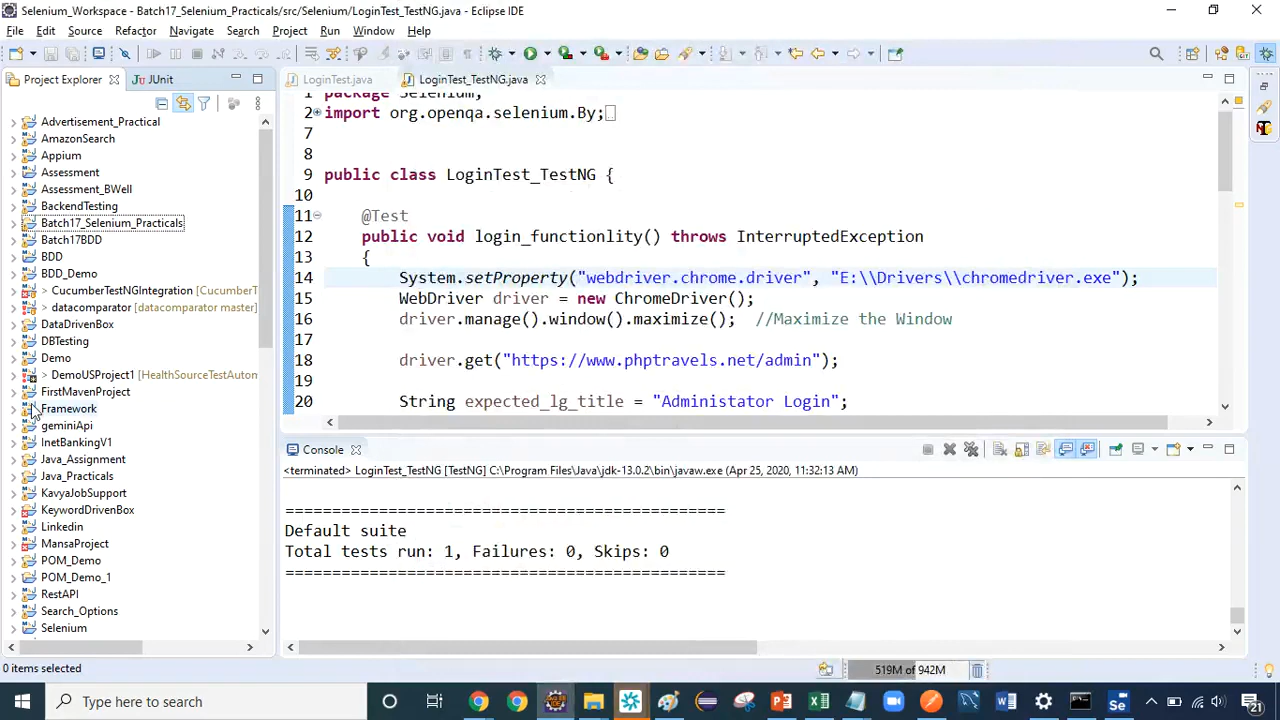 Selenium_Workspace - Batch17_Selenium_Practicals/src/Selenium/LoginTest_TestNG.java - Eclipse IDE
File Edit Source Refactor Navigate Search Project Run Window Help
Project Explorer JUnit
Advertisement_Practical
AmazonSearch
Appium
Assessment
Assessment_BWell
BackendTesting
Batch17_Selenium_Practicals
Batch17BDD
BDD
BDD_Demo
> CucumberTestNGIntegration [CucumberT
> datacomparator [datacomparator master]
DataDrivenBox
DBTesting
Demo
> DemoUSProject1 [HealthSourceTestAutom
FirstMavenProject
Framework
geminiApi
InetBankingV1
Java_Assignment
Java_Practicals
KavyaJobSupport
KeywordDrivenBox
Linkedin
MansaProject
POM_Demo
POM_Demo_1
RestAPI
Search_Options
Selenium
LoginTest.java LoginTest_TestNG.java
1 package Selenium;
2 import org.openqa.selenium.By;
7
8
9 public class LoginTest_TestNG {
10
11 @Test
12 public void login_functionlity() throws InterruptedException
13 {
14 System.setProperty("webdriver.chrome.driver", "E:\\Drivers\\chromedriver.exe");
15 WebDriver driver = new ChromeDriver();
16 driver.manage().window().maximize(); //Maximize the Window
17
18 driver.get("https://www.phptravels.net/admin");
19
20 String expected_lg_title = "Administator Login";
Console
<terminated> LoginTest_TestNG [TestNG] C:\Program Files\Java\jdk-13.0.2\bin\javaw.exe (Apr 25, 2020, 11:32:13 AM)
===============================================
Default suite
Total tests run: 1, Failures: 0, Skips: 0
===============================================
0 items selected
519M of 942M
Type here to search
ENG
21